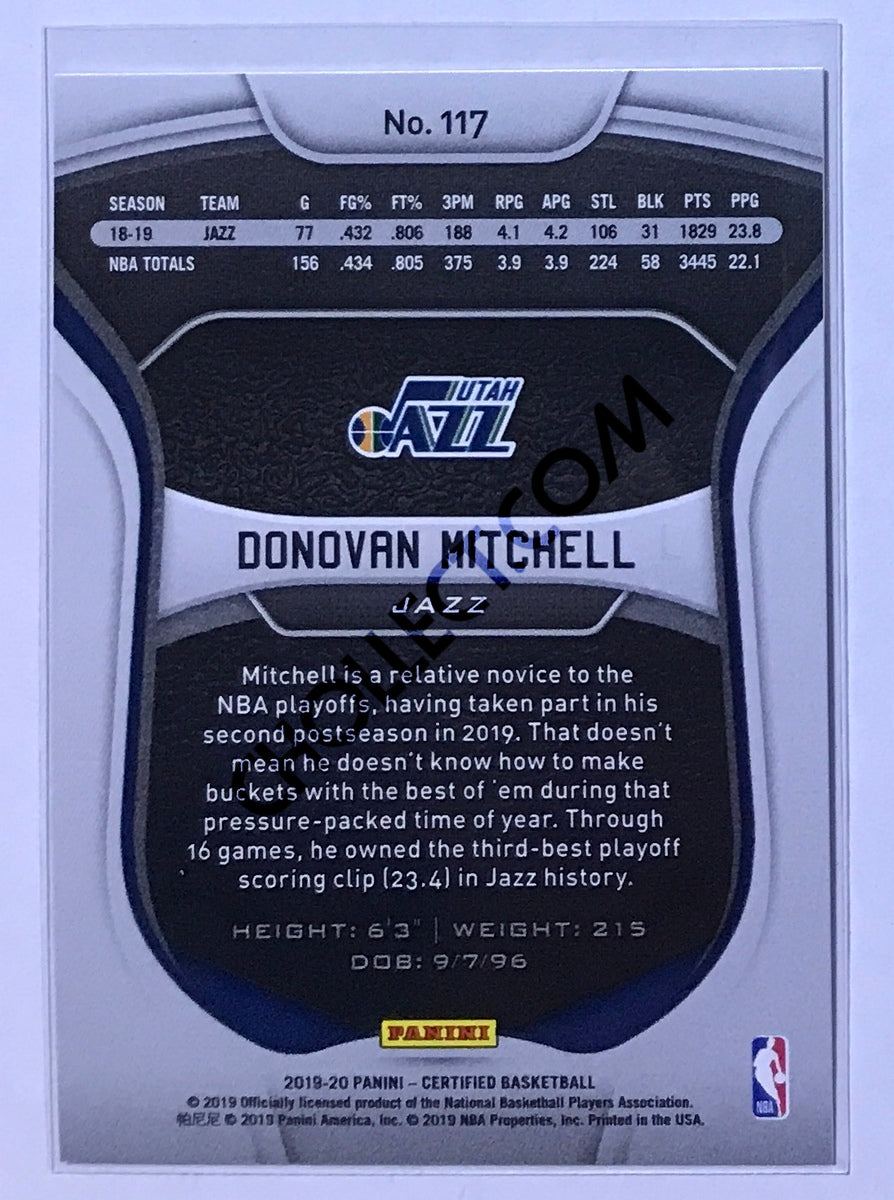 No. 117
SEASON TEAM G FG% FT% 3PM RPG APG STL BLK PTS PPG
18-19 JAZZ 77 .432 .806 188 4.1 4.2 106 31 1829 23.8
NBA TOTALS 156 .434 .805 375 3.9 3.9 224 58 3445 22.1
UTAH
JAZZ
DONOVAN MITCHELL
JAZZ
CHOLLECT.COM
Mitchell is a relative novice to the
NBA playoffs, having taken part in his
second postseason in 2019. That doesn't
mean he doesn't know how to make
buckets with the best of 'em during that
pressure-packed time of year. Through
16 games, he owned the third-best playoff
scoring clip (23.4) in Jazz history.
HEIGHT: 6'3" | WEIGHT: 215
DOB: 9/7/96
PANINI
2019-20 PANINI – CERTIFIED BASKETBALL
© 2019 Officially licensed product of the National Basketball Players Association.
帕尼尼 © 2019 Panini America, Inc. © 2019 NBA Properties, Inc. Printed in the USA.
NBA